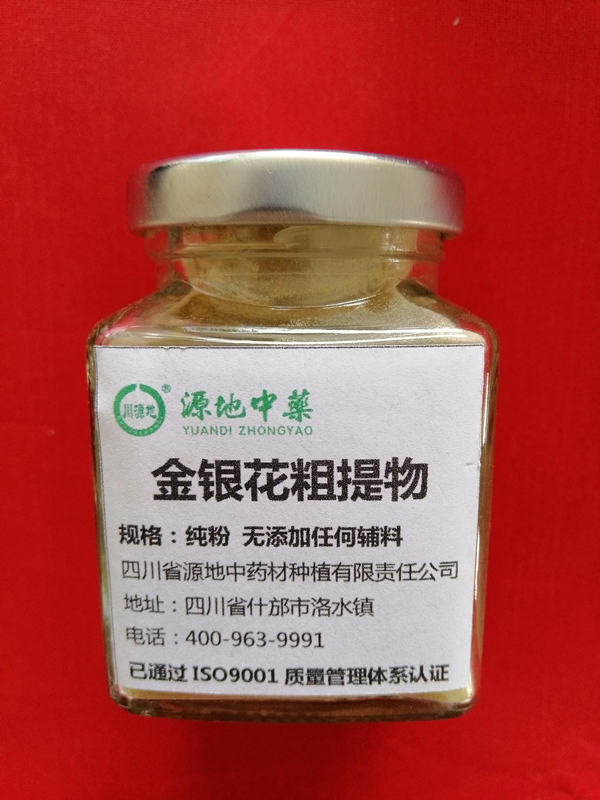 川源地®
源地中藥
YUANDI ZHONGYAO
金银花粗提物
规格：纯粉 无添加任何辅料
四川省源地中药材种植有限责任公司
地址：四川省什邡市洛水镇
电话：400-963-9991
已通过 ISO9001 质量管理体系认证